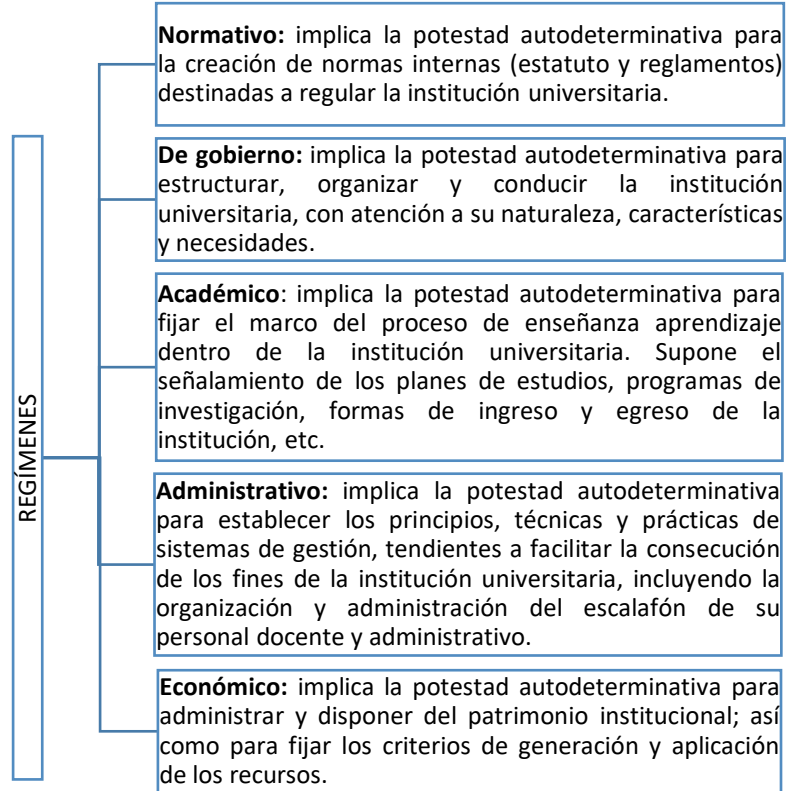 REGÍMENES
Normativo: implica la potestad autodeterminativa para
la creación de normas internas (estatuto y reglamentos)
destinadas a regular la institución universitaria.
De gobierno: implica la potestad autodeterminativa para
estructurar, organizar y conducir la institución
universitaria, con atención a su naturaleza, características
y necesidades.
Académico: implica la potestad autodeterminativa para
fijar el marco del proceso de enseñanza aprendizaje
dentro de la institución universitaria. Supone el
señalamiento de los planes de estudios, programas de
investigación, formas de ingreso y egreso de la
institución, etc.
Administrativo: implica la potestad autodeterminativa
para establecer los principios, técnicas y prácticas de
sistemas de gestión, tendientes a facilitar la consecución
de los fines de la institución universitaria, incluyendo la
organización y administración del escalafón de su
personal docente y administrativo.
Económico: implica la potestad autodeterminativa para
administrar y disponer del patrimonio institucional; así
como para fijar los criterios de generación y aplicación
de los recursos.